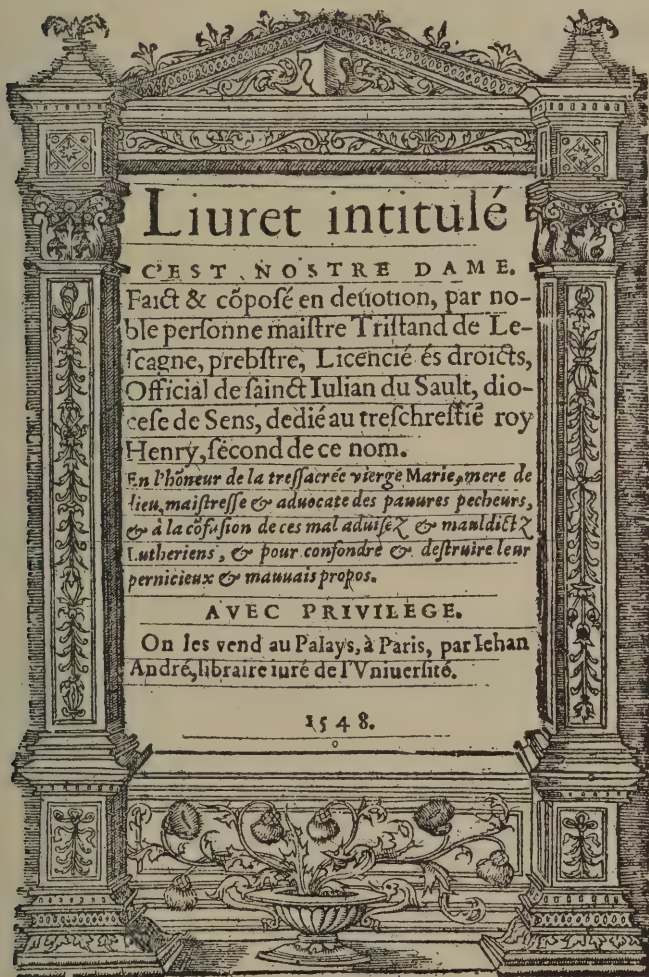 Liuret intitulé
C'EST NOSTRE DAME.
Faict & cõposé en deuotion, par no-
ble personne maistre Tristand de Le-
scagne, prebstre, Licencié és droicts,
Official de sainct Iulian du Sault, dio-
cese de Sens, dedié au treschrestiẽ roy
Henry, second de ce nom.
En l'hõneur de la tressacrée vierge Marie, mere de
dieu, maistresse & aduocate des pauures pecheurs,
& à la cõfusion de ces mal aduisez & mauldictz
Lutheriens, & pour confondre & destruire leur
pernicieux & mauuais propos.
AVEC PRIVILEGE.
On les vend au Palays, à Paris, par Iehan
André, libraire iuré de l'Vniuersité.
1548.